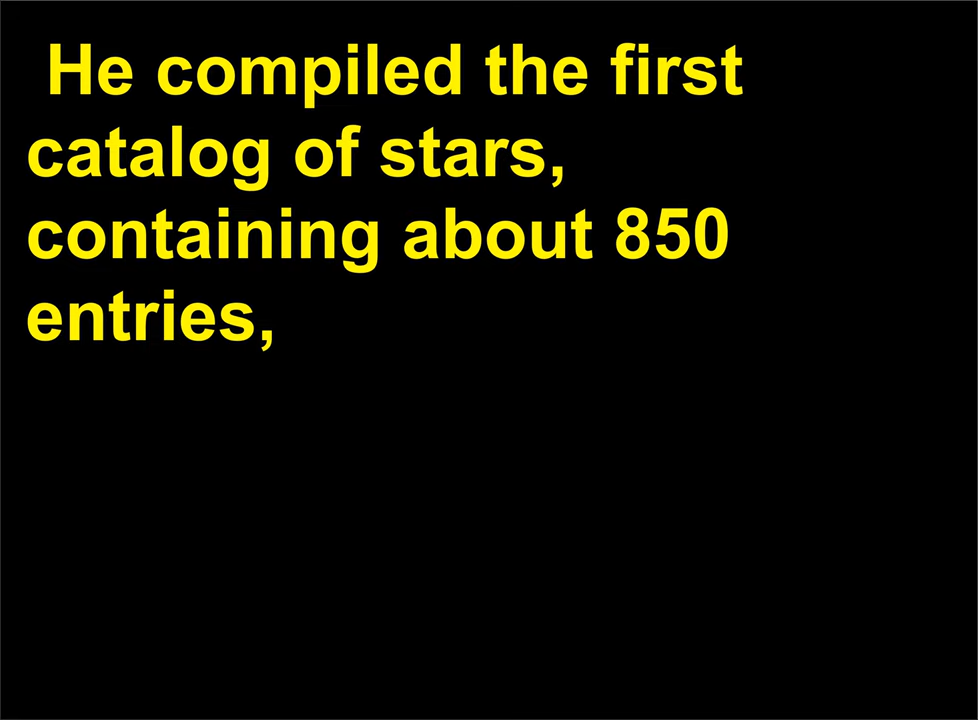 He compiled the first
catalog of stars,
containing about 850
entries,